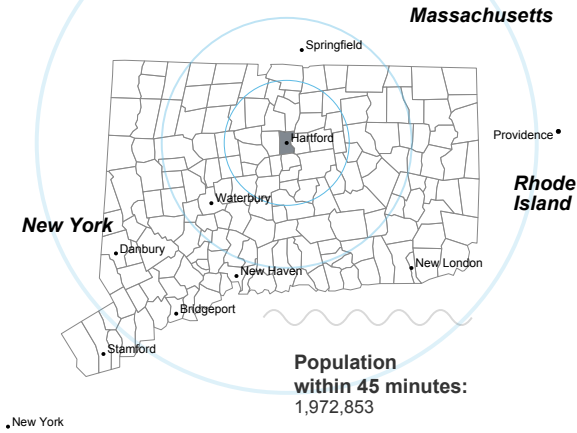 Massachusetts
Springfield
Hartford
Providence
Rhode
Island
Waterbury
New York
Danbury
New Haven
New London
Bridgeport
Stamford
Population
within 45 minutes:
1,972,853
New York